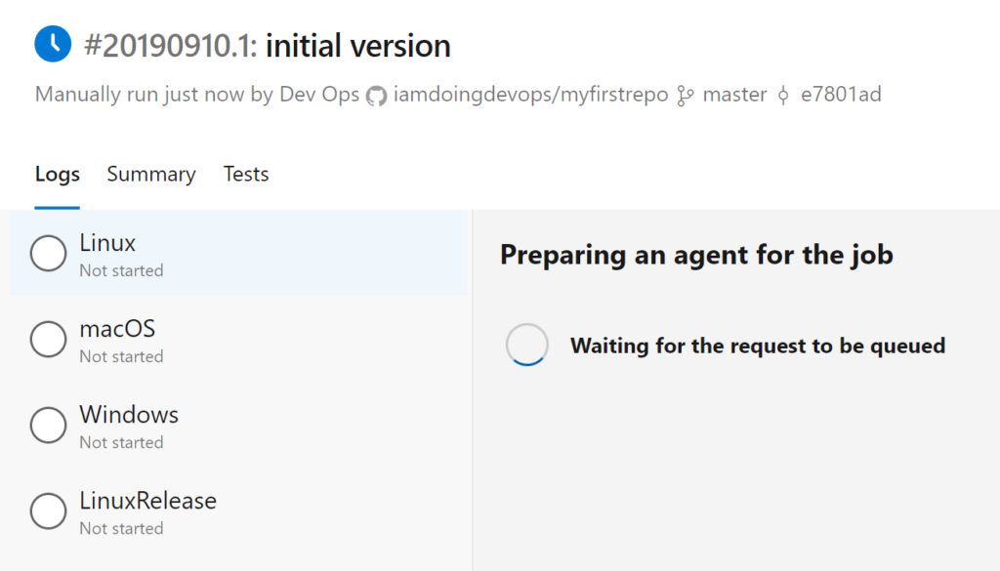 #20190910.1: initial version
Manually run just now by Dev Ops iamdoingdevops/myfirstrepo master e7801ad
Logs Summary Tests
Linux
Not started
macOS
Not started
Windows
Not started
LinuxRelease
Not started
Preparing an agent for the job
Waiting for the request to be queued